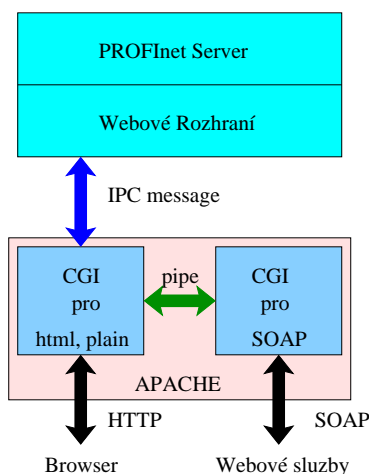 PROFInet Server
Webové Rozhraní
IPC message
CGI
pro
html, plain
pipe
CGI
pro
SOAP
APACHE
HTTP
SOAP
Browser
Webové sluzby